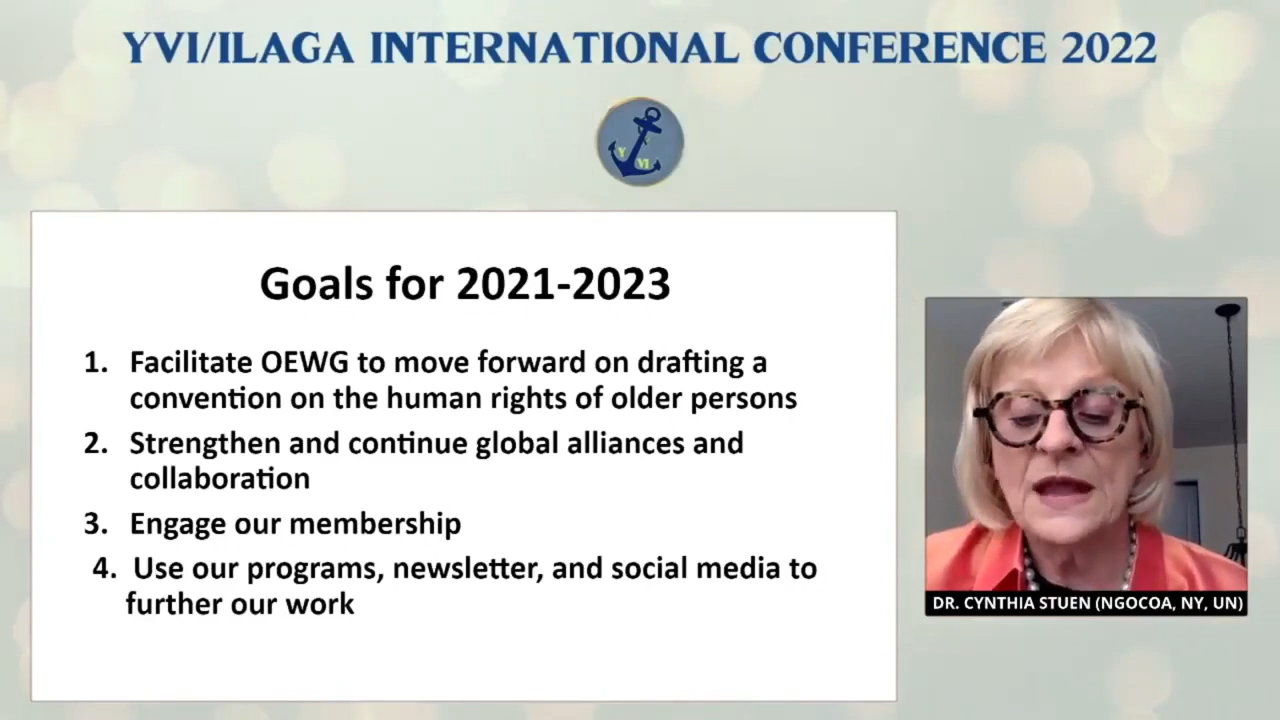 YVI/ILAGA INTERNATIONAL CONFERENCE 2022
Y
VI
Goals for 2021-2023
1. Facilitate OEWG to move forward on drafting a
convention on the human rights of older persons
2. Strengthen and continue global alliances and
collaboration
3. Engage our membership
4. Use our programs, newsletter, and social media to
further our work
DR. CYNTHIA STUEN (NGOCOA, NY, UN)